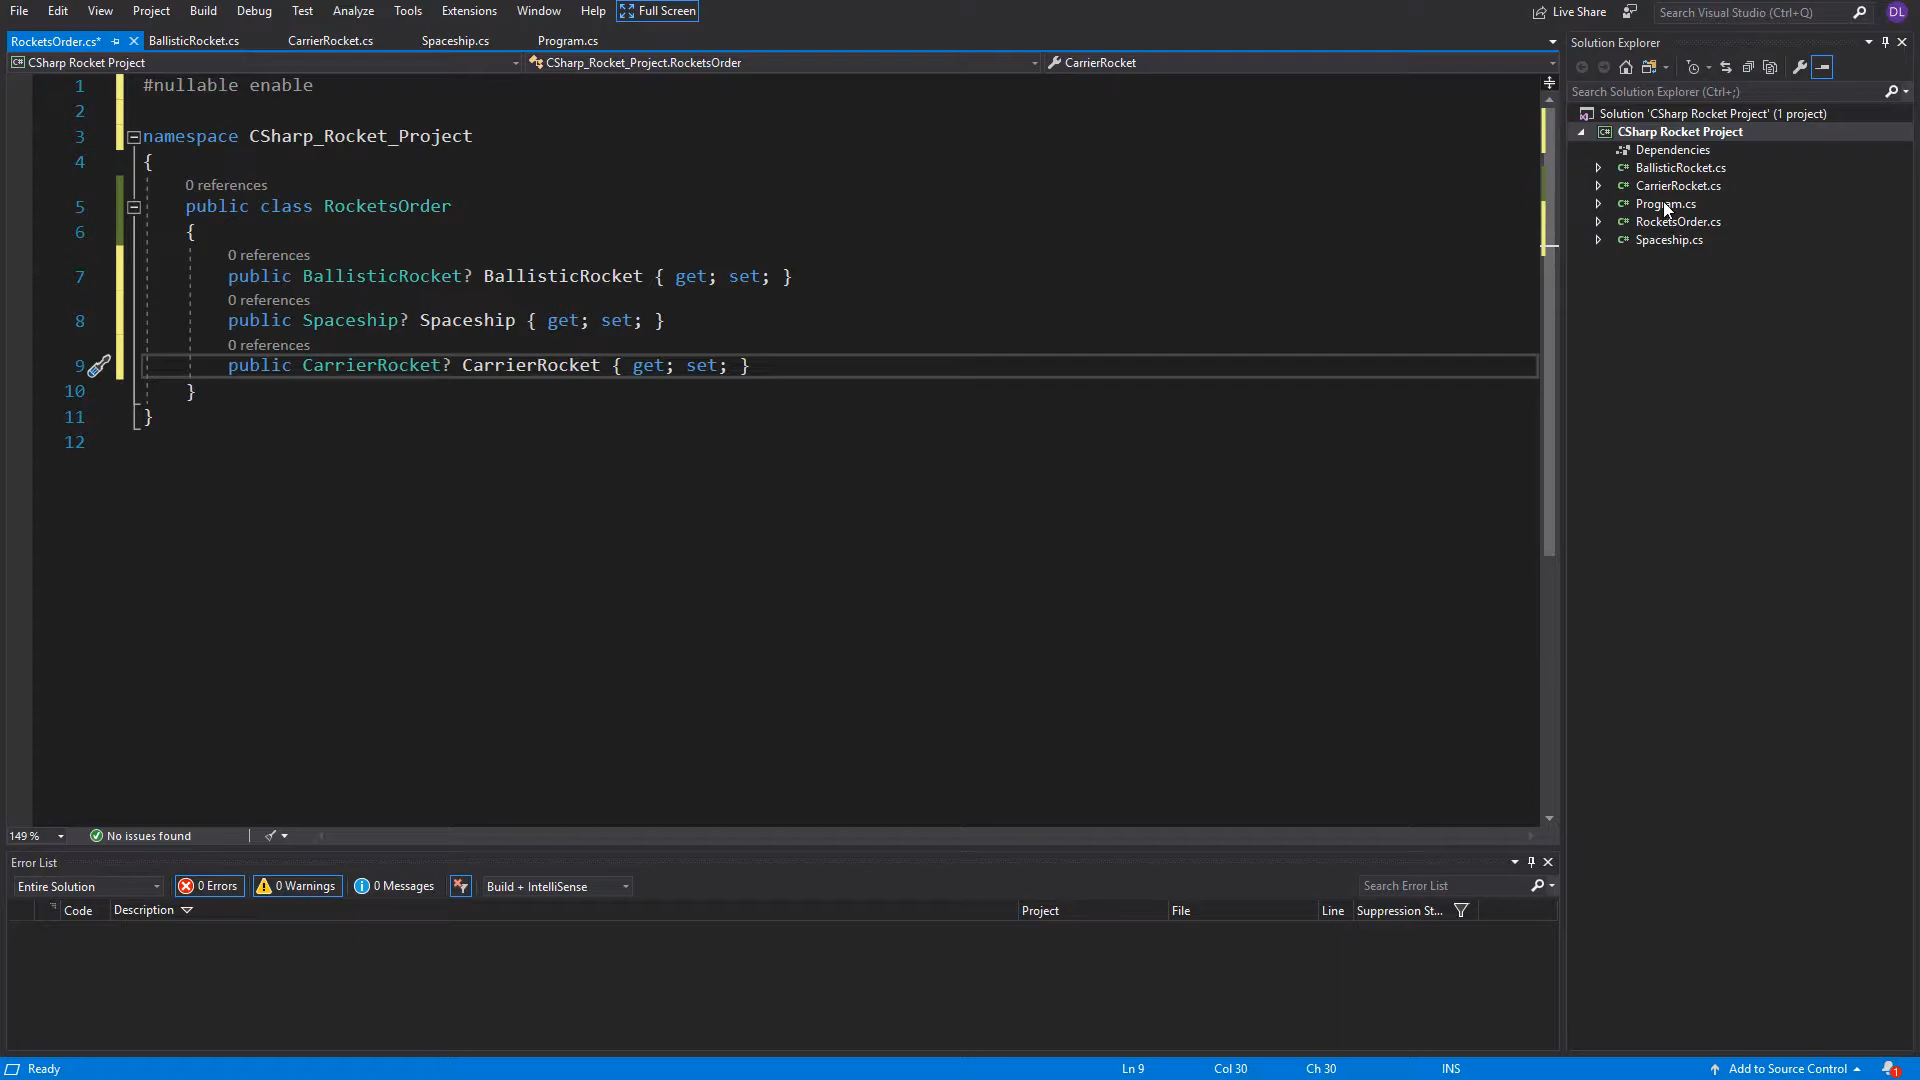 File Edit View Project Build Debug Test Analyze Tools Extensions Window Help Full Screen Live Share Search Visual Studio (Ctrl+Q) DL
RocketsOrder.cs* BallisticRocket.cs CarrierRocket.cs Spaceship.cs Program.cs
CSharp Rocket Project CSharp_Rocket_Project.RocketsOrder CarrierRocket
1 #nullable enable
2
3 namespace CSharp_Rocket_Project
4 {
0 references
5 public class RocketsOrder
6 {
0 references
7 public BallisticRocket? BallisticRocket { get; set; }
0 references
8 public Spaceship? Spaceship { get; set; }
0 references
9 public CarrierRocket? CarrierRocket { get; set; }
10 }
11 }
12
149 % No issues found
Error List
Entire Solution 0 Errors 0 Warnings 0 Messages Build + IntelliSense Search Error List
Code Description Project File Line Suppression St...
Solution Explorer
Search Solution Explorer (Ctrl+;)
Solution 'CSharp Rocket Project' (1 project)
C# CSharp Rocket Project
Dependencies
C# BallisticRocket.cs
C# CarrierRocket.cs
C# Program.cs
C# RocketsOrder.cs
C# Spaceship.cs
Ready Ln 9 Col 30 Ch 30 INS Add to Source Control 1